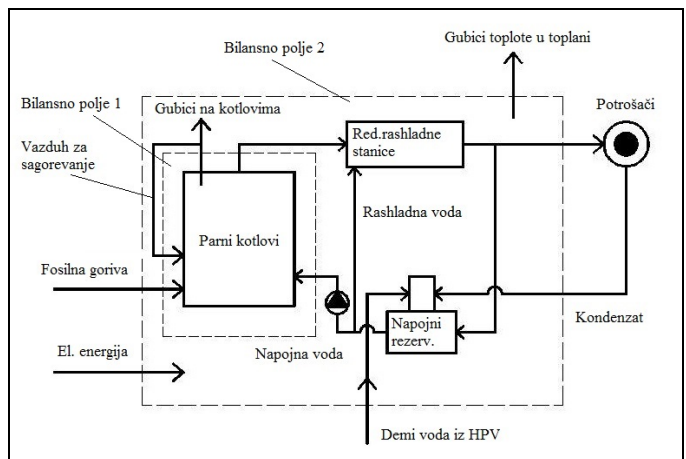 Gubici toplote u toplani
Bilansno polje 2
Bilansno polje 1
Gubici na kotlovima
Potrošači
Vazduh za
sagorevanje
Red.rashladne
stanice
Rashladna voda
Parni kotlovi
Fosilna goriva
Napojni
rezerv.
Kondenzat
El. energija
Napojna voda
Demi voda iz HPV